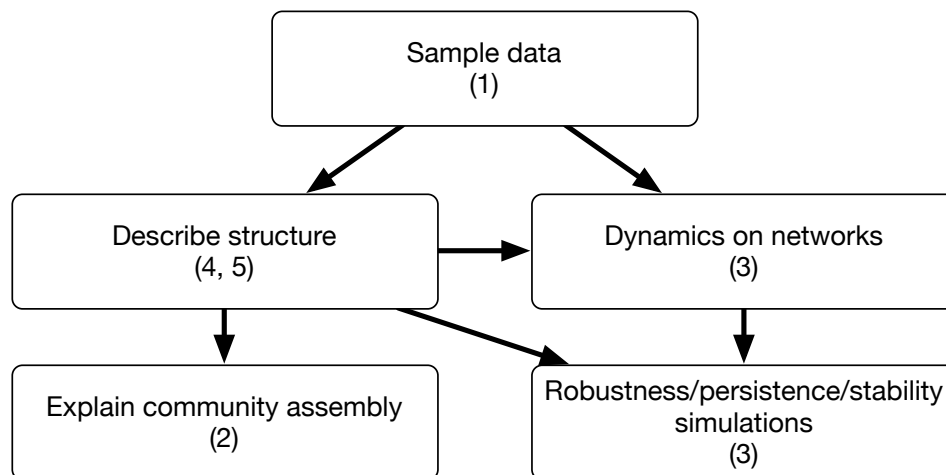 Sample data
(1)
Describe structure
(4, 5)
Dynamics on networks
(3)
Explain community assembly
(2)
Robustness/persistence/stability
simulations
(3)